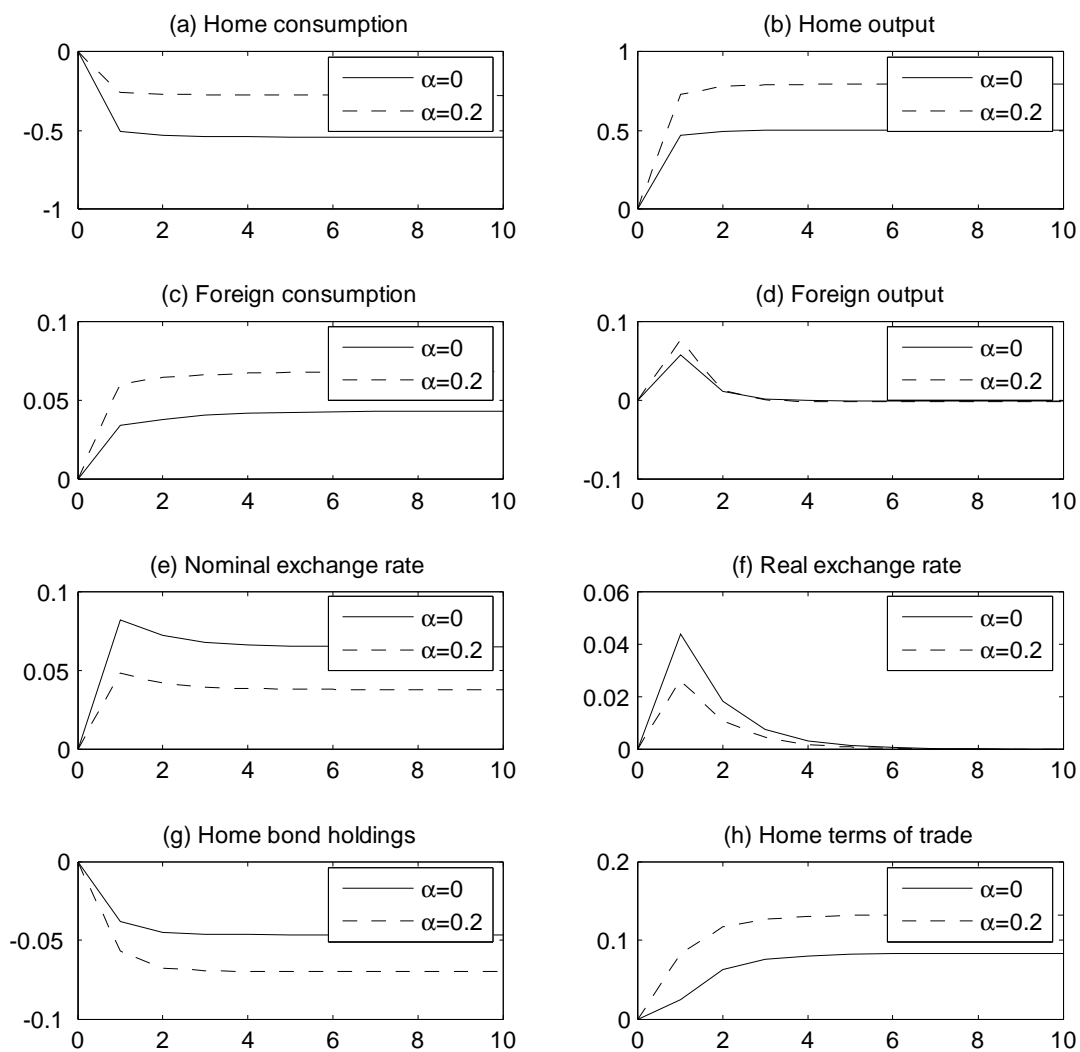 (a) Home consumption
0
-0.5
-1
α=0
α=0.2
0 2 4 6 8 10
(b) Home output
1
0.5
0
α=0
α=0.2
0 2 4 6 8 10
(c) Foreign consumption
0.1
0.05
0
α=0
α=0.2
0 2 4 6 8 10
(d) Foreign output
0.1
0
-0.1
α=0
α=0.2
0 2 4 6 8 10
(e) Nominal exchange rate
0.1
0.05
0
α=0
α=0.2
0 2 4 6 8 10
(f) Real exchange rate
0.06
0.04
0.02
0
α=0
α=0.2
0 2 4 6 8 10
(g) Home bond holdings
0
-0.05
-0.1
α=0
α=0.2
0 2 4 6 8 10
(h) Home terms of trade
0.2
0.1
0
α=0
α=0.2
0 2 4 6 8 10